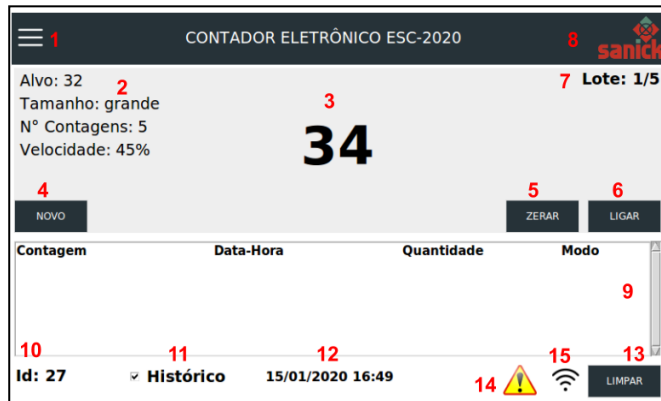 1 CONTADOR ELETRÔNICO ESC-2020 8 sanick
Alvo: 32 2 3 7 Lote: 1/5
Tamanho: grande
N° Contagens: 5
Velocidade: 45%
34
4 5 6
NOVO ZERAR LIGAR
Contagem Data-Hora Quantidade Modo
9
10 11 12 15 13
Id: 27 Histórico 15/01/2020 16:49 14 LIMPAR